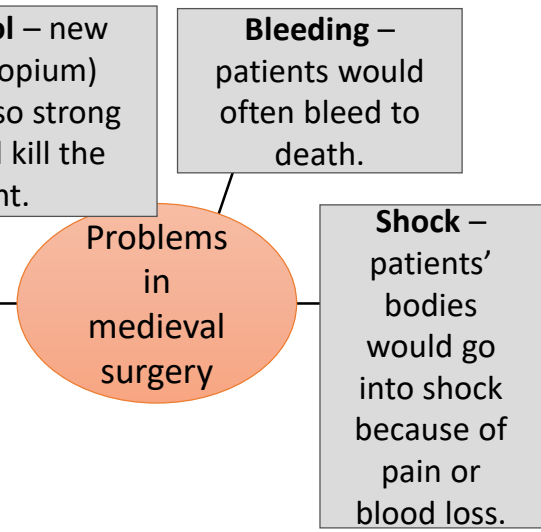 ol – new
opium)
so strong
l kill the
nt.
Bleeding –
patients would
often bleed to
death.
Problems
in
medieval
surgery
Shock –
patients’
bodies
would go
into shock
because of
pain or
blood loss.